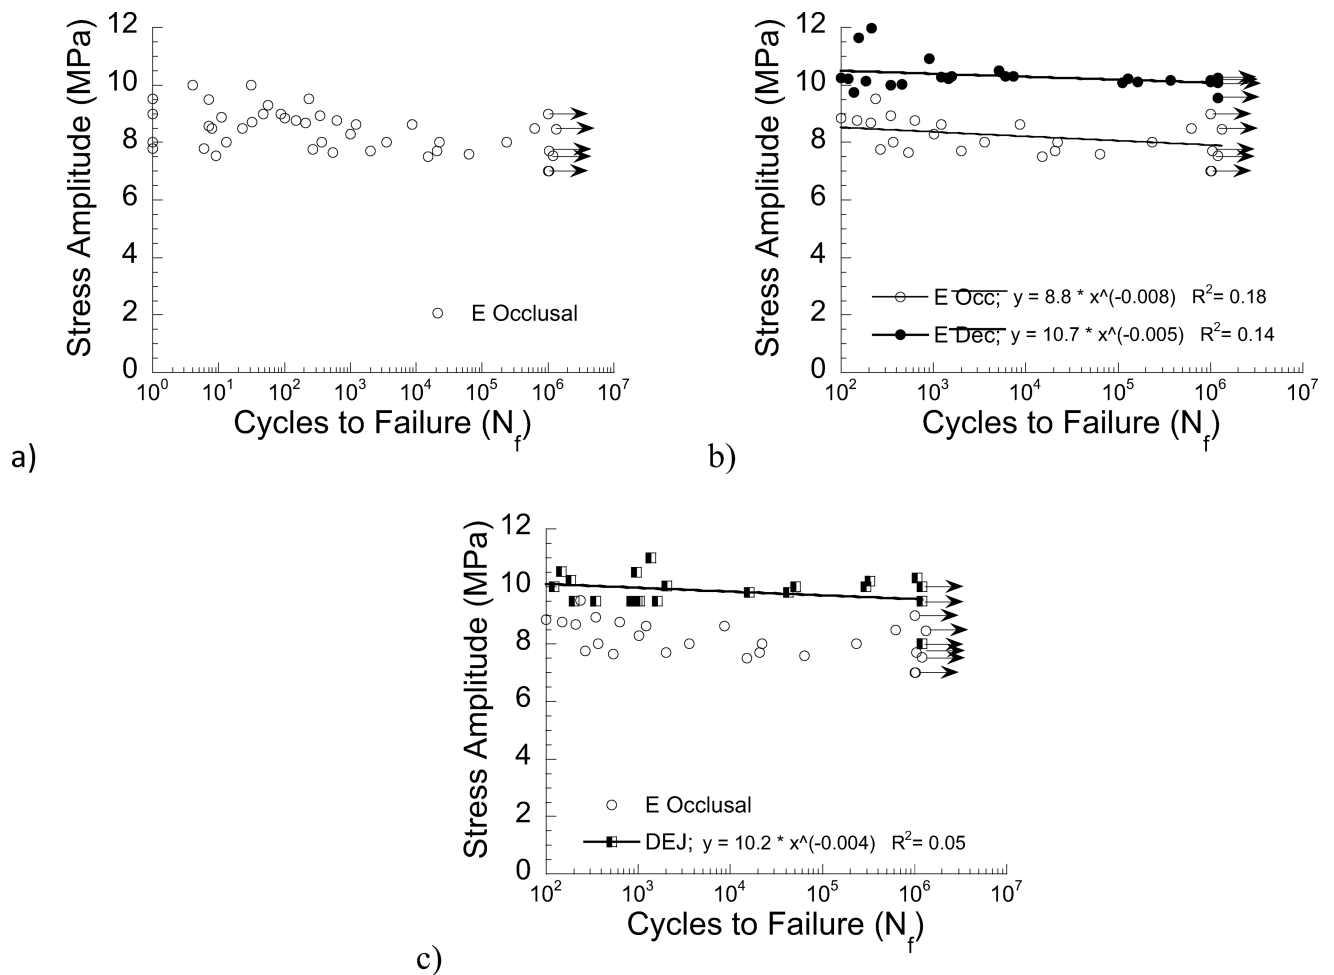 12
10
8
6
4
2
0
Stress Amplitude (MPa)
E Occlusal
10^0 10^1 10^2 10^3 10^4 10^5 10^6 10^7
Cycles to Failure (N_f)
a)
12
10
8
6
4
2
0
Stress Amplitude (MPa)
E Occ; y = 8.8 * x^(-0.008) R^2= 0.18
E Dec; y = 10.7 * x^(-0.005) R^2= 0.14
10^2 10^3 10^4 10^5 10^6 10^7
Cycles to Failure (N_f)
b)
12
10
8
6
4
2
0
Stress Amplitude (MPa)
E Occlusal
DEJ; y = 10.2 * x^(-0.004) R^2= 0.05
10^2 10^3 10^4 10^5 10^6 10^7
Cycles to Failure (N_f)
c)